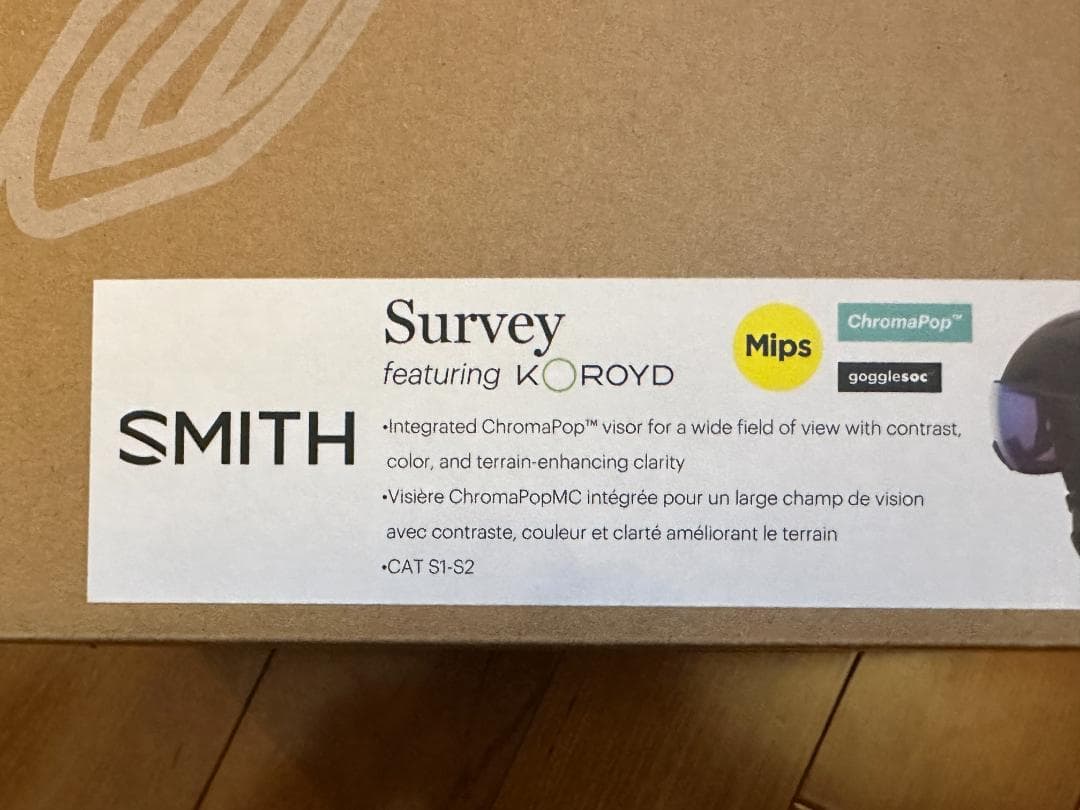 Survey
featuring KOROYD
Mips
ChromaPop™
gogglesoc
SMITH
•Integrated ChromaPop™ visor for a wide field of view with contrast,
color, and terrain-enhancing clarity
•Visière ChromaPopMC intégrée pour un large champ de vision
avec contraste, couleur et clarté améliorant le terrain
•CAT S1-S2